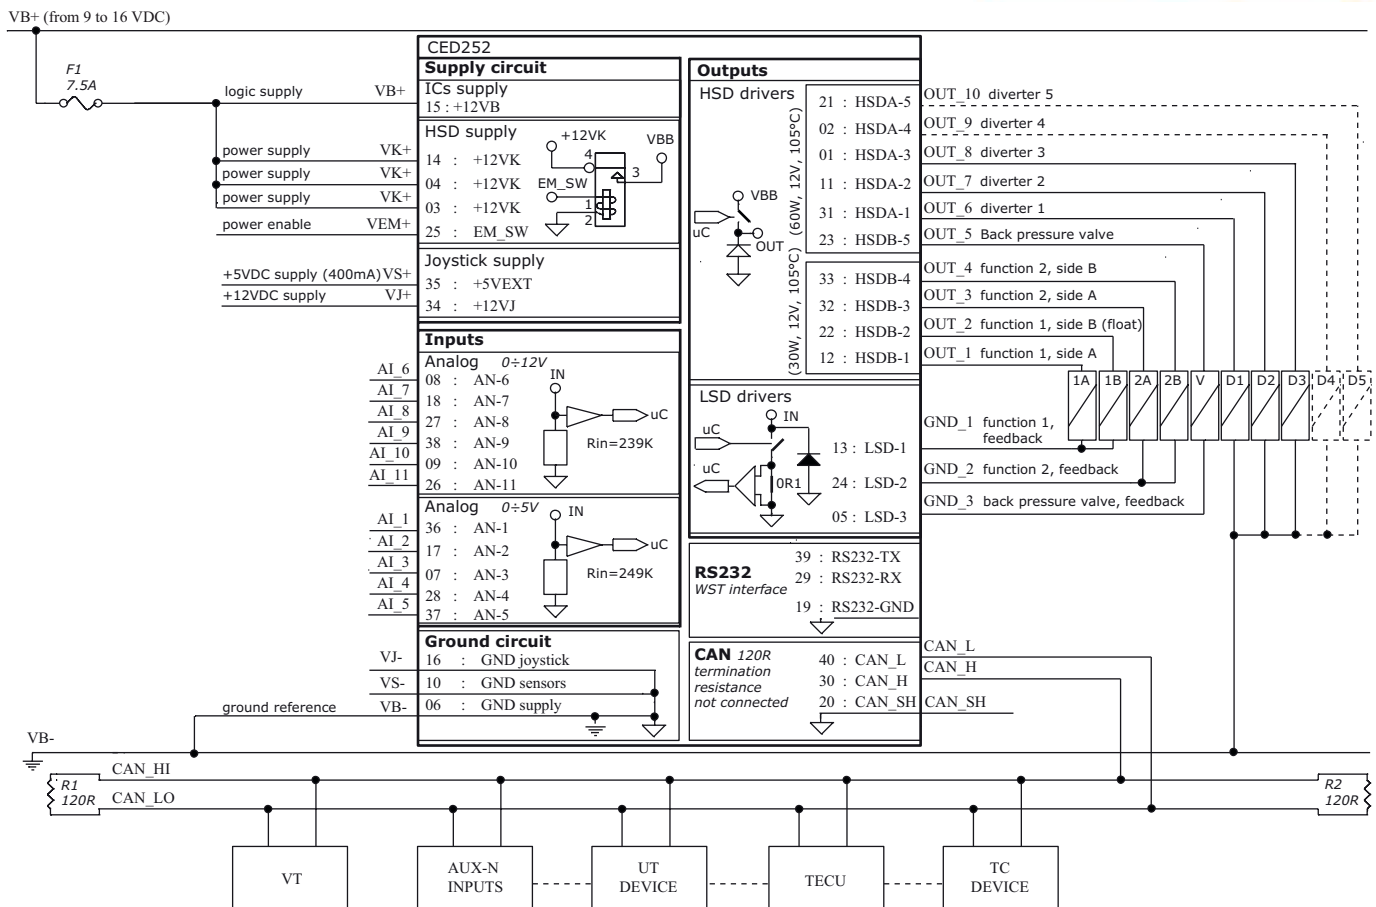 VB+ (from 9 to 16 VDC)
F1
7.5A
logic supply VB+
power supply VK+
power supply VK+
power supply VK+
power enable VEM+
+5VDC supply (400mA) VS+
+12VDC supply VJ+
AI_6
AI_7
AI_8
AI_9
AI_10
AI_11
AI_1
AI_2
AI_3
AI_4
AI_5
VJ-
VS-
ground reference VB-
CED252
Supply circuit
ICs supply
15 : +12VB
HSD supply
14 : +12VK
04 : +12VK
03 : +12VK
25 : EM_SW
+12VK
VBB
4
3
EM_SW
1
2
Joystick supply
35 : +5VEXT
34 : +12VJ
Inputs
Analog 0÷12V
08 : AN-6
18 : AN-7
27 : AN-8
38 : AN-9
09 : AN-10
26 : AN-11
IN
uC
Rin=239K
Analog 0÷5V
36 : AN-1
17 : AN-2
07 : AN-3
28 : AN-4
37 : AN-5
IN
uC
Rin=249K
Ground circuit
16 : GND joystick
10 : GND sensors
06 : GND supply
Outputs
HSD drivers
VBB
uC
OUT
(60W, 12V, 105°C)
21 : HSDA-5
02 : HSDA-4
01 : HSDA-3
11 : HSDA-2
31 : HSDA-1
23 : HSDB-5
(30W, 12V, 105°C)
33 : HSDB-4
32 : HSDB-3
22 : HSDB-2
12 : HSDB-1
LSD drivers
IN
uC
uC
0R1
13 : LSD-1
24 : LSD-2
05 : LSD-3
RS232
WST interface
39 : RS232-TX
29 : RS232-RX
19 : RS232-GND
CAN 120R
termination
resistance
not connected
40 : CAN_L
30 : CAN_H
20 : CAN_SH
OUT_10 diverter 5
OUT_9 diverter 4
OUT_8 diverter 3
OUT_7 diverter 2
OUT_6 diverter 1
OUT_5 Back pressure valve
OUT_4 function 2, side B
OUT_3 function 2, side A
OUT_2 function 1, side B (float)
OUT_1 function 1, side A
1A 1B 2A 2B V D1 D2 D3 D4 D5
GND_1 function 1,
feedback
GND_2 function 2, feedback
GND_3 back pressure valve, feedback
CAN_L
CAN_H
CAN_SH
VB-
CAN_HI
CAN_LO
R1
120R
R2
120R
VT
AUX-N
INPUTS
UT
DEVICE
TECU
TC
DEVICE